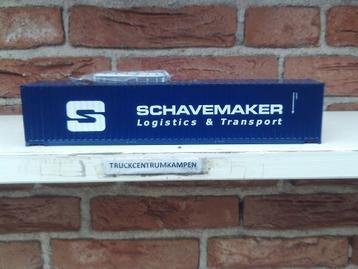 SCHAVEMAKER
Logistics & Transport
TRUCKCENTRUMKAMPEN